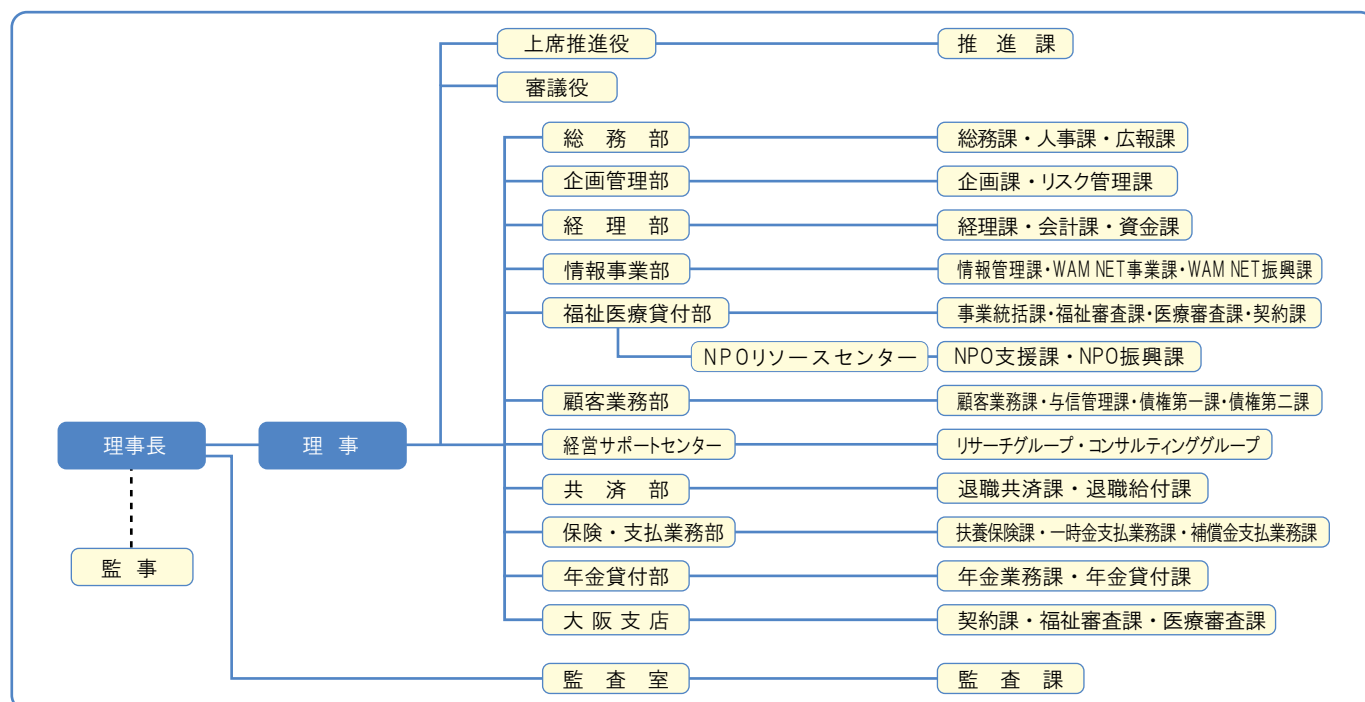 上席推進役
推進課
審議役
総務部
総務課・人事課・広報課
企画管理部
企画課・リスク管理課
経理部
経理課・会計課・資金課
情報事業部
情報管理課・WAM NET事業課・WAM NET振興課
福祉医療貸付部
事業統括課・福祉審査課・医療審査課・契約課
NPOリソースセンター
NPO支援課・NPO振興課
顧客業務部
顧客業務課・与信管理課・債権第一課・債権第二課
理事長
理事
経営サポートセンター
リサーチグループ・コンサルティンググループ
共済部
退職共済課・退職給付課
保険・支払業務部
扶養保険課・一時金支払業務課・補償金支払業務課
監事
年金貸付部
年金業務課・年金貸付課
大阪支店
契約課・福祉審査課・医療審査課
監査室
監査課